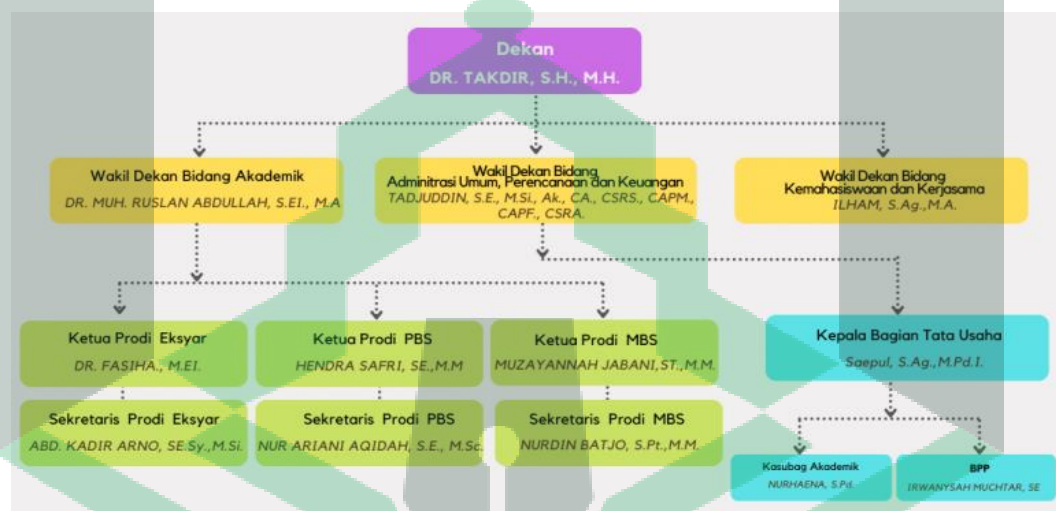 Dekan
DR. TAKDIR, S.H., M.H.
Wakil Dekan Bidang Akademik
DR. MUH. RUSLAN ABDULLAH, S.EI., M.A
Wakil Dekan Bidang
Adminitrasi Umum, Perencanaan dan Keuangan
TADJUDDIN, S.E., M.Si., Ak., CA., CSRS., CAPM.,
CAPF., CSRA.
Wakil Dekan Bidang
Kemahasiswaan dan Kerjasama
ILHAM, S.Ag.,M.A.
Ketua Prodi Eksyar
DR. FASIHA., M.EI.
Ketua Prodi PBS
HENDRA SAFRI, SE.,M.M
Ketua Prodi MBS
MUZAYANNAH JABANI,ST.,M.M.
Kepala Bagian Tata Usaha
Saepul, S.Ag.,M.Pd.I.
Sekretaris Prodi Eksyar
ABD. KADIR ARNO, SE.Sy.,M.Si.
Sekretaris Prodi PBS
NUR ARIANI AQIDAH, S.E., M.Sc.
Sekretaris Prodi MBS
NURDIN BATJO, S.Pt.,M.M.
Kasubag Akademik
NURHAENA, S.Pd.
BPP
IRWANYSAH MUCHTAR, SE